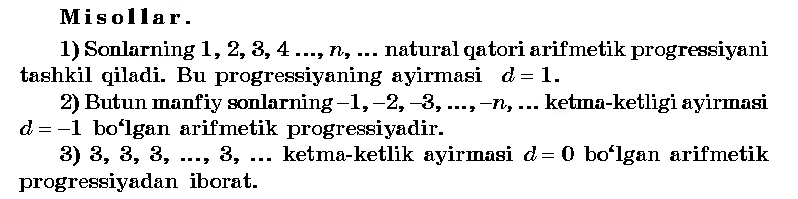 Misollar.
1) Sonlarning 1, 2, 3, 4 ..., n, ... natural qatori arifmetik progressiyani
tashkil qiladi. Bu progressiyaning ayirmasi d = 1.
2) Butun manfiy sonlarning –1, –2, –3, ..., –n, ... ketma-ketligi ayirmasi
d = –1 bo‘lgan arifmetik progressiyadir.
3) 3, 3, 3, ..., 3, ... ketma-ketlik ayirmasi d = 0 bo‘lgan arifmetik
progressiyadan iborat.